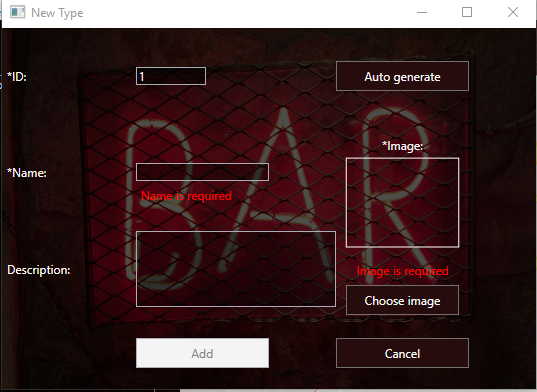 New Type
*ID:
1
Auto generate
*Image:
*Name:
Name is required
BAR
Description:
Image is required
Choose image
Add
Cancel